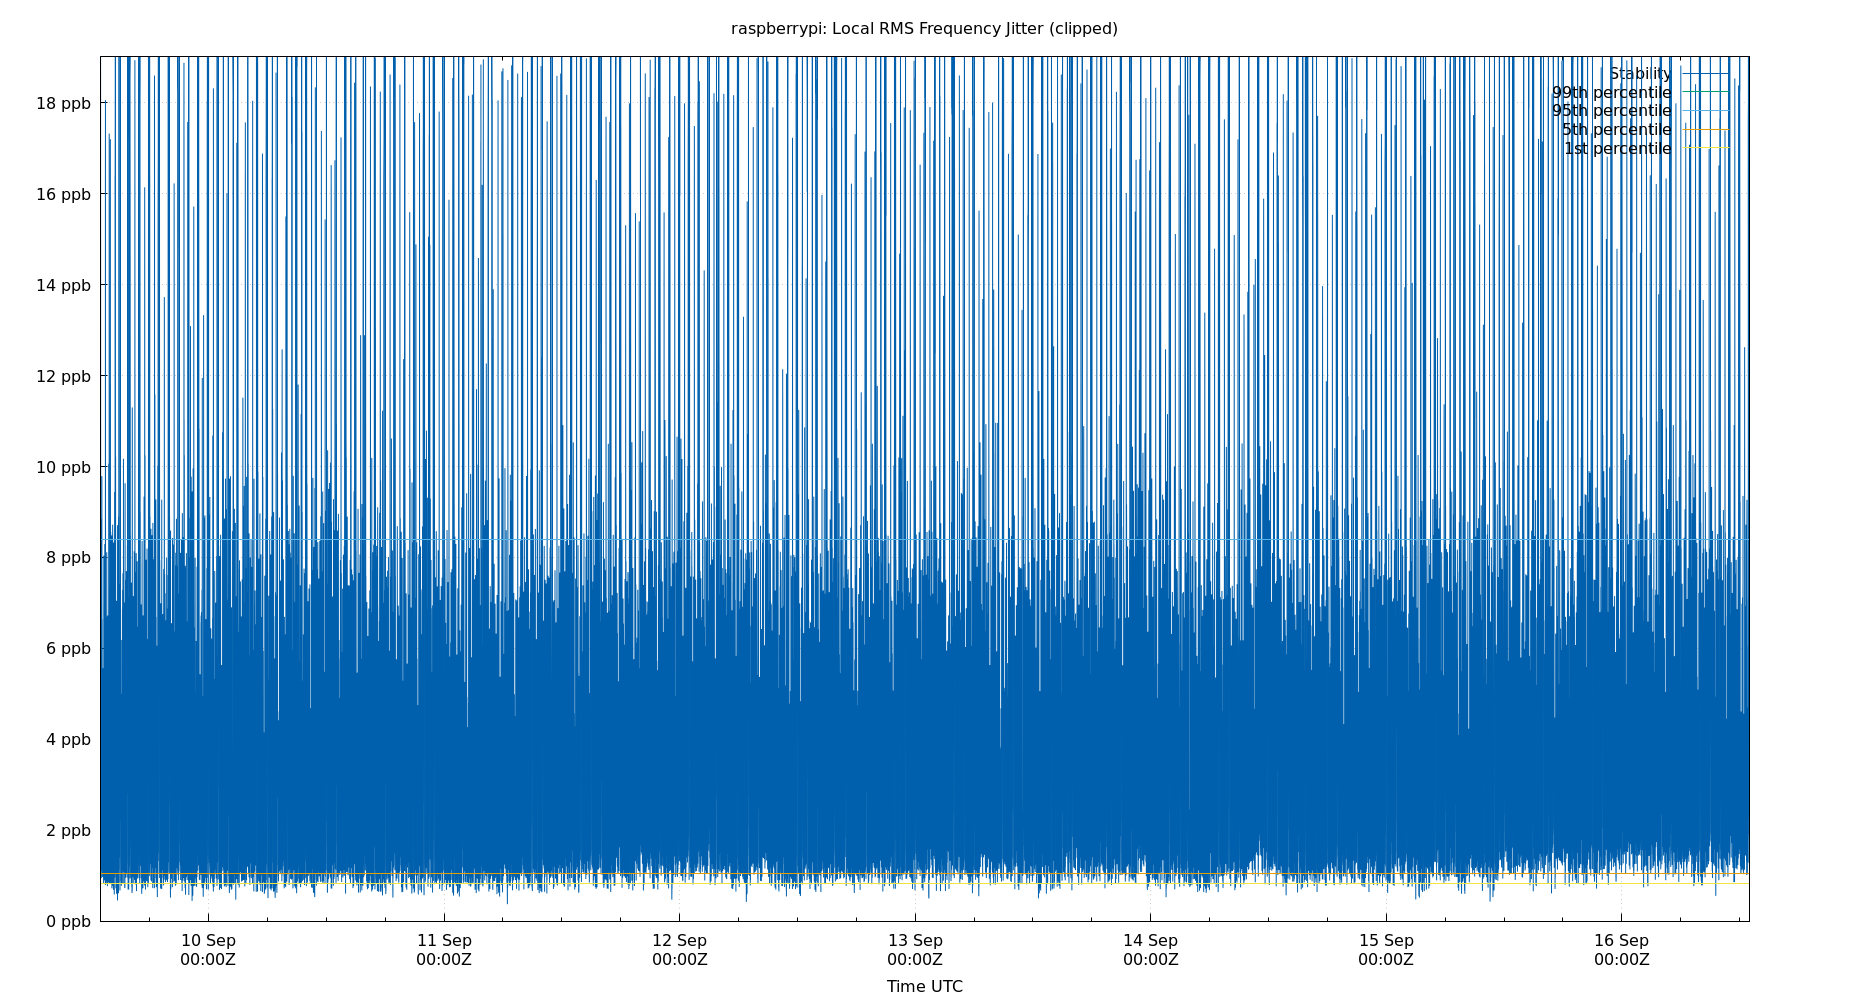 raspberrypi: Local RMS Frequency Jitter (clipped)
Stability
99th percentile
95th percentile
5th percentile
1st percentile
18 ppb
16 ppb
14 ppb
12 ppb
10 ppb
8 ppb
6 ppb
4 ppb
2 ppb
0 ppb
10 Sep 11 Sep 12 Sep 13 Sep 14 Sep 15 Sep 16 Sep
00:00Z 00:00Z 00:00Z 00:00Z 00:00Z 00:00Z 00:00Z
Time UTC